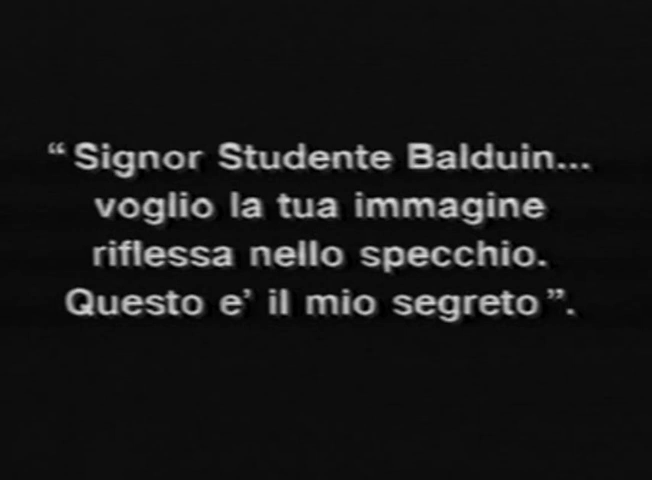 “Signor Studente Balduin...
voglio la tua immagine
riflessa nello specchio.
Questo e’ il mio segreto”.